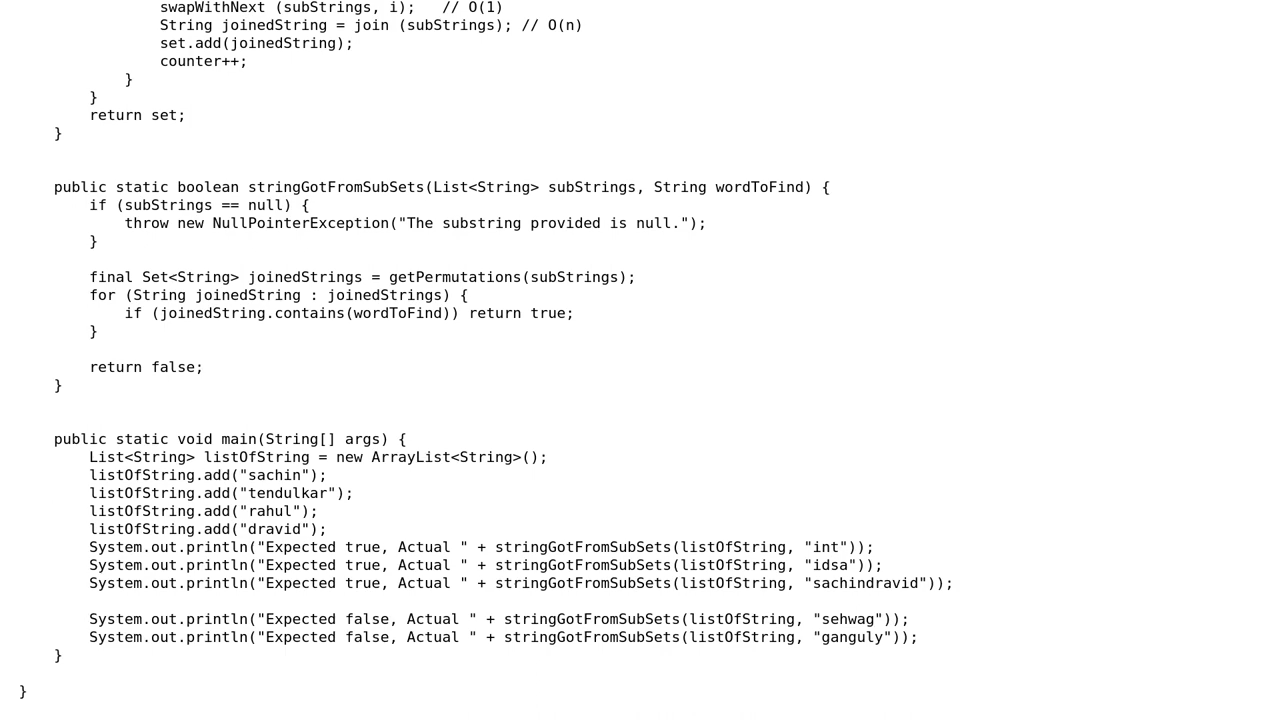 swapWithNext (subStrings, i);   // O(1)
                String joinedString = join (subStrings); // O(n)
                set.add(joinedString);
                counter++;
            }
        }
        return set;
    }


    public static boolean stringGotFromSubSets(List<String> subStrings, String wordToFind) {
        if (subStrings == null) {
            throw new NullPointerException("The substring provided is null.");
        }

        final Set<String> joinedStrings = getPermutations(subStrings);
        for (String joinedString : joinedStrings) {
            if (joinedString.contains(wordToFind)) return true;
        }

        return false;
    }


    public static void main(String[] args) {
        List<String> listOfString = new ArrayList<String>();
        listOfString.add("sachin");
        listOfString.add("tendulkar");
        listOfString.add("rahul");
        listOfString.add("dravid");
        System.out.println("Expected true, Actual " + stringGotFromSubSets(listOfString, "int"));
        System.out.println("Expected true, Actual " + stringGotFromSubSets(listOfString, "idsa"));
        System.out.println("Expected true, Actual " + stringGotFromSubSets(listOfString, "sachindravid"));

        System.out.println("Expected false, Actual " + stringGotFromSubSets(listOfString, "sehwag"));
        System.out.println("Expected false, Actual " + stringGotFromSubSets(listOfString, "ganguly"));
    }

}